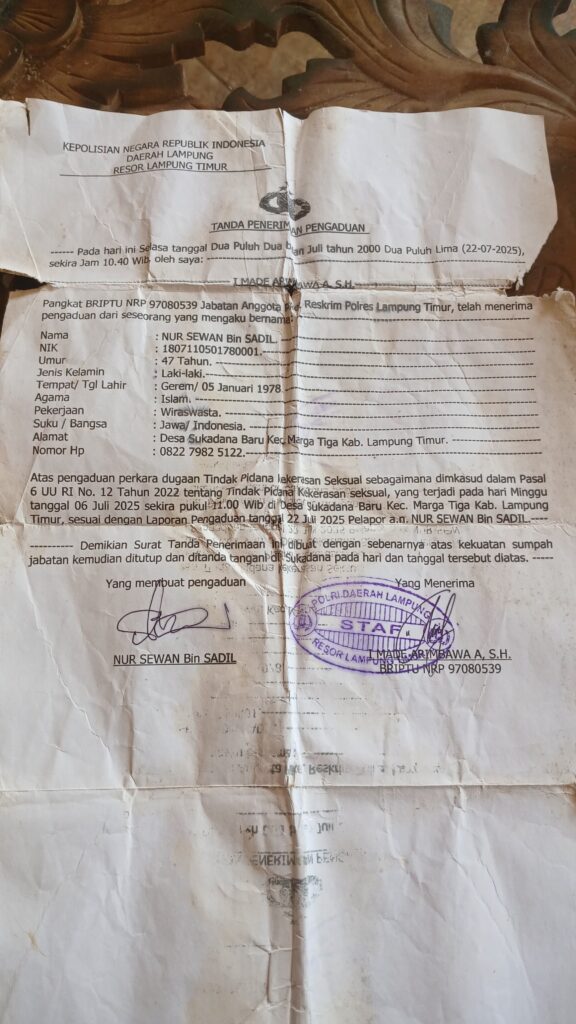 KEPOLISIAN NEGARA REPUBLIK INDONESIA
DAERAH LAMPUNG
RESOR LAMPUNG TIMUR
TANDA PENERIMAAN PENGADUAN
------ Pada hari ini Selasa tanggal Dua Puluh Dua bulan Juli tahun 2000 Dua Puluh Lima (22-07-2025),
sekira Jam 10.40 Wib oleh saya:
I MADE ARIMBAWA A, S.H.
Pangkat BRIPTU NRP 97080539 Jabatan Anggota Reskrim Polres Lampung Timur, telah menerima
pengaduan dari seseorang yang mengaku bernama:
Nama : NUR SEWAN Bin SADIL.
NIK : 1807110501780001.
Umur : 47 Tahun.
Jenis Kelamin : Laki-laki.
Tempat/ Tgl Lahir : Gerem/ 05 Januari 1978.
Agama : Islam.
Pekerjaan : Wiraswasta.
Suku / Bangsa : Jawa/ Indonesia.
Alamat : Desa Sukadana Baru Kec. Marga Tiga Kab. Lampung Timur.
Nomor Hp : 0822 7982 5122.
Atas pengaduan perkara dugaan Tindak Pidana kekerasan Seksual sebagaimana dimkasud dalam Pasal
6 UU RI No. 12 Tahun 2022 tentang Tindak Pidana Kekerasan seksual, yang terjadi pada hari Minggu
tanggal 06 Juli 2025 sekira pukul 11.00 Wib di Desa Sukadana Baru Kec. Marga Tiga Kab. Lampung
Timur, sesuai dengan Laporan Pengaduan tanggal 22 Juli 2025 Pelapor a.n. NUR SEWAN Bin SADIL.----
---------- Demikian Surat Tanda Penerimaan ini dibuat dengan sebenarnya atas kekuatan sumpah
jabatan kemudian ditutup dan ditanda tangani di Sukadana pada hari dan tanggal tersebut diatas. ----
Yang membuat pengaduan
Yang Menerima
POLRI DAERAH LAMPUNG
STAF
RESOR LAMPUNG
NUR SEWAN Bin SADIL
I MADE ARIMBAWA A, S.H.
BRIPTU NRP 97080539